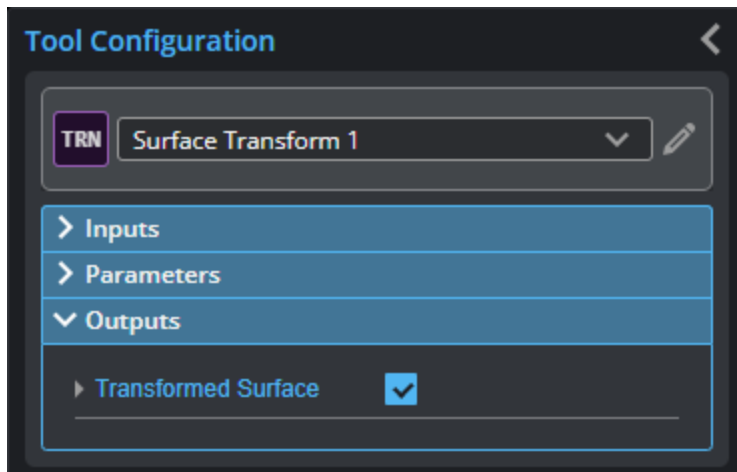 Tool Configuration
TRN Surface Transform 1
Inputs
Parameters
Outputs
Transformed Surface